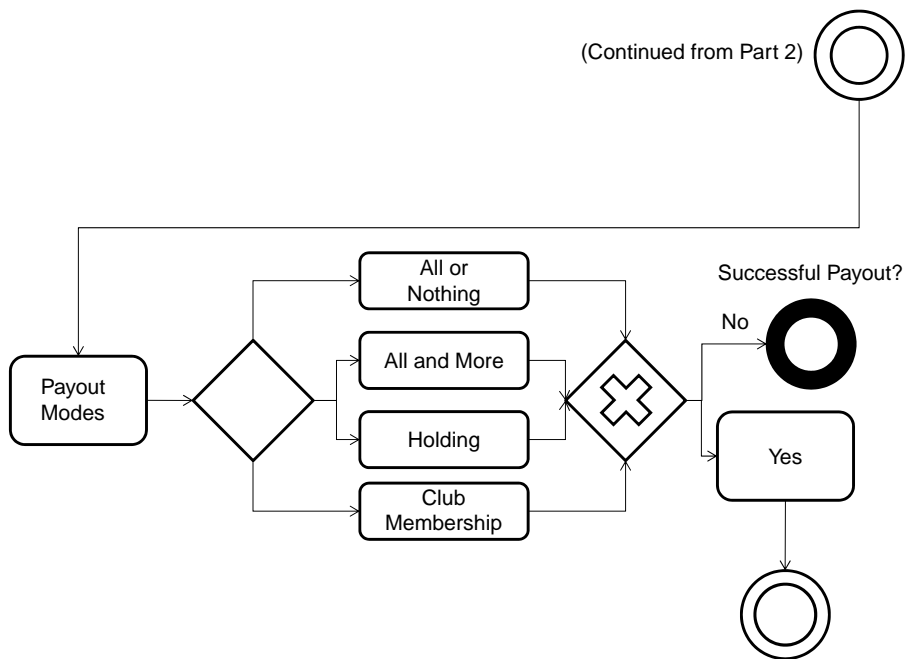 (Continued from Part 2)
All or
Nothing
Successful Payout?
No
All and More
Payout
Modes
Holding
Yes
Club
Membership